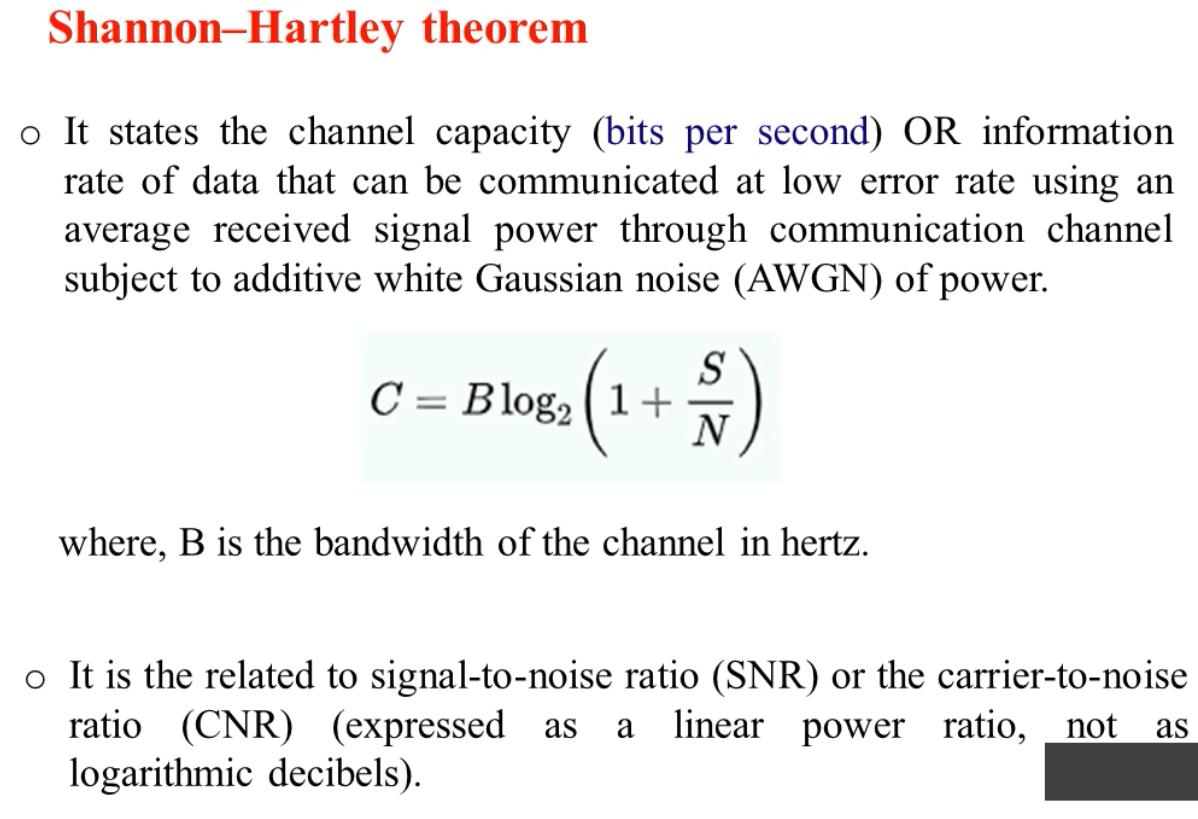 Shannon–Hartley theorem
o It states the channel capacity (bits per second) OR information
rate of data that can be communicated at low error rate using an
average received signal power through communication channel
subject to additive white Gaussian noise (AWGN) of power.
C = B log₂ (1 + S/N)
where, B is the bandwidth of the channel in hertz.
o It is the related to signal-to-noise ratio (SNR) or the carrier-to-noise
ratio (CNR) (expressed as a linear power ratio, not as
logarithmic decibels).